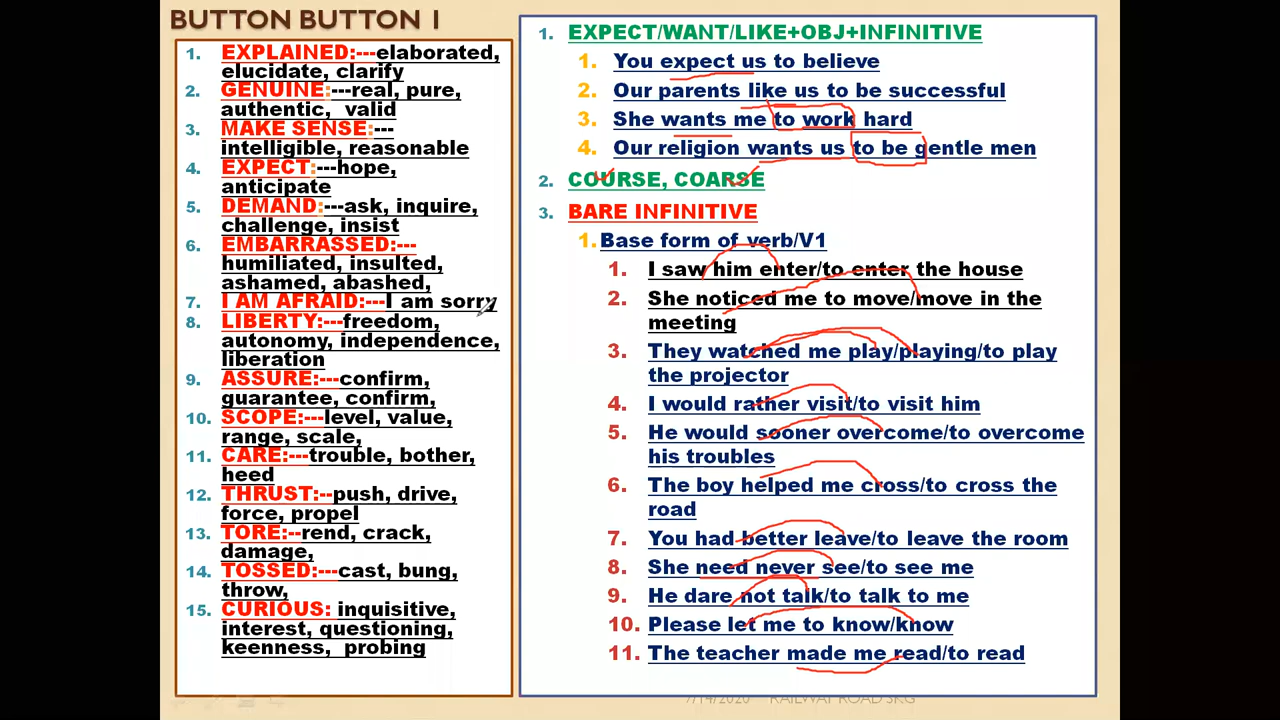 BUTTON BUTTON 1
1. EXPLAINED:---elaborated,
elucidate, clarify
2. GENUINE:---real, pure,
authentic, valid
3. MAKE SENSE:---
intelligible, reasonable
4. EXPECT:---hope,
anticipate
5. DEMAND:---ask, inquire,
challenge, insist
6. EMBARRASSED:---
humiliated, insulted,
ashamed, abashed,
7. I AM AFRAID:---I am sorry
8. LIBERTY:---freedom,
autonomy, independence,
liberation
9. ASSURE:---confirm,
guarantee, confirm,
10. SCOPE:---level, value,
range, scale,
11. CARE:---trouble, bother,
heed
12. THRUST:--push, drive,
force, propel
13. TORE:--rend, crack,
damage,
14. TOSSED:---cast, bung,
throw,
15. CURIOUS: inquisitive,
interest, questioning,
keenness, probing
1. EXPECT/WANT/LIKE+OBJ+INFINITIVE
1. You expect us to believe
2. Our parents like us to be successful
3. She wants me to work hard
4. Our religion wants us to be gentle men
2. COURSE, COARSE
3. BARE INFINITIVE
1. Base form of verb/V1
1. I saw him enter/to enter the house
2. She noticed me to move/move in the
meeting
3. They watched me play/playing/to play
the projector
4. I would rather visit/to visit him
5. He would sooner overcome/to overcome
his troubles
6. The boy helped me cross/to cross the
road
7. You had better leave/to leave the room
8. She need never see/to see me
9. He dare not talk/to talk to me
10. Please let me to know/know
11. The teacher made me read/to read
7/14/2020 RAILWAY ROAD SKG